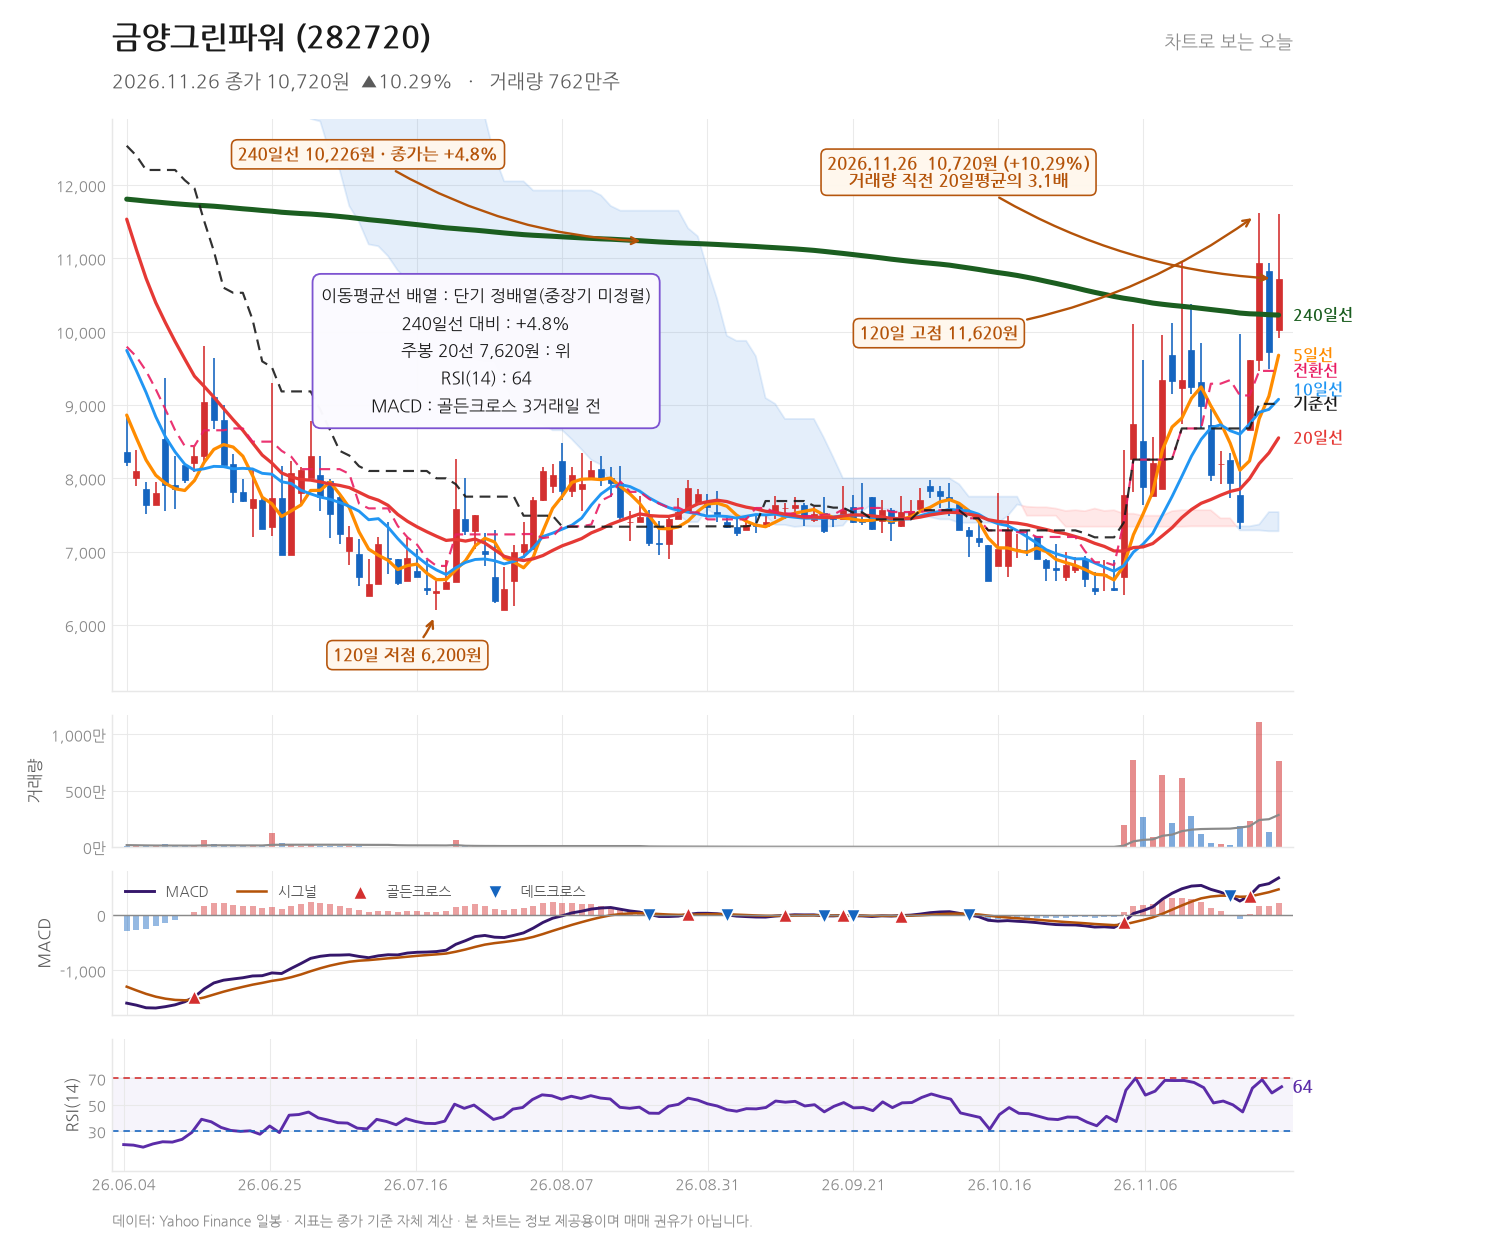 금양그린파워 (282720)
차트로 보는 오늘
2026.11.26 종가 10,720원 ▲10.29% · 거래량 762만주
240일선 10,226원 · 종가는 +4.8%
2026.11.26 10,720원 (+10.29%)
거래량 직전 20일평균의 3.1배
12,000
11,000
10,000
9,000
8,000
7,000
6,000
이동평균선 배열 : 단기 정배열(중장기 미정렬)
240일선 대비 : +4.8%
주봉 20선 7,620원 : 위
RSI(14) : 64
MACD : 골든크로스 3거래일 전
120일 고점 11,620원
240일선
5일선
전환선
10일선
기준선
20일선
120일 저점 6,200원
거래량
1,000만
500만
0만
MACD
MACD 시그널 ▲ 골든크로스 ▼ 데드크로스
0
-1,000
RSI(14)
70
50
30
64
26.06.04 26.06.25 26.07.16 26.08.07 26.08.31 26.09.21 26.10.16 26.11.06
데이터: Yahoo Finance 일봉 · 지표는 종가 기준 자체 계산 · 본 차트는 정보 제공용이며 매매 권유가 아닙니다.